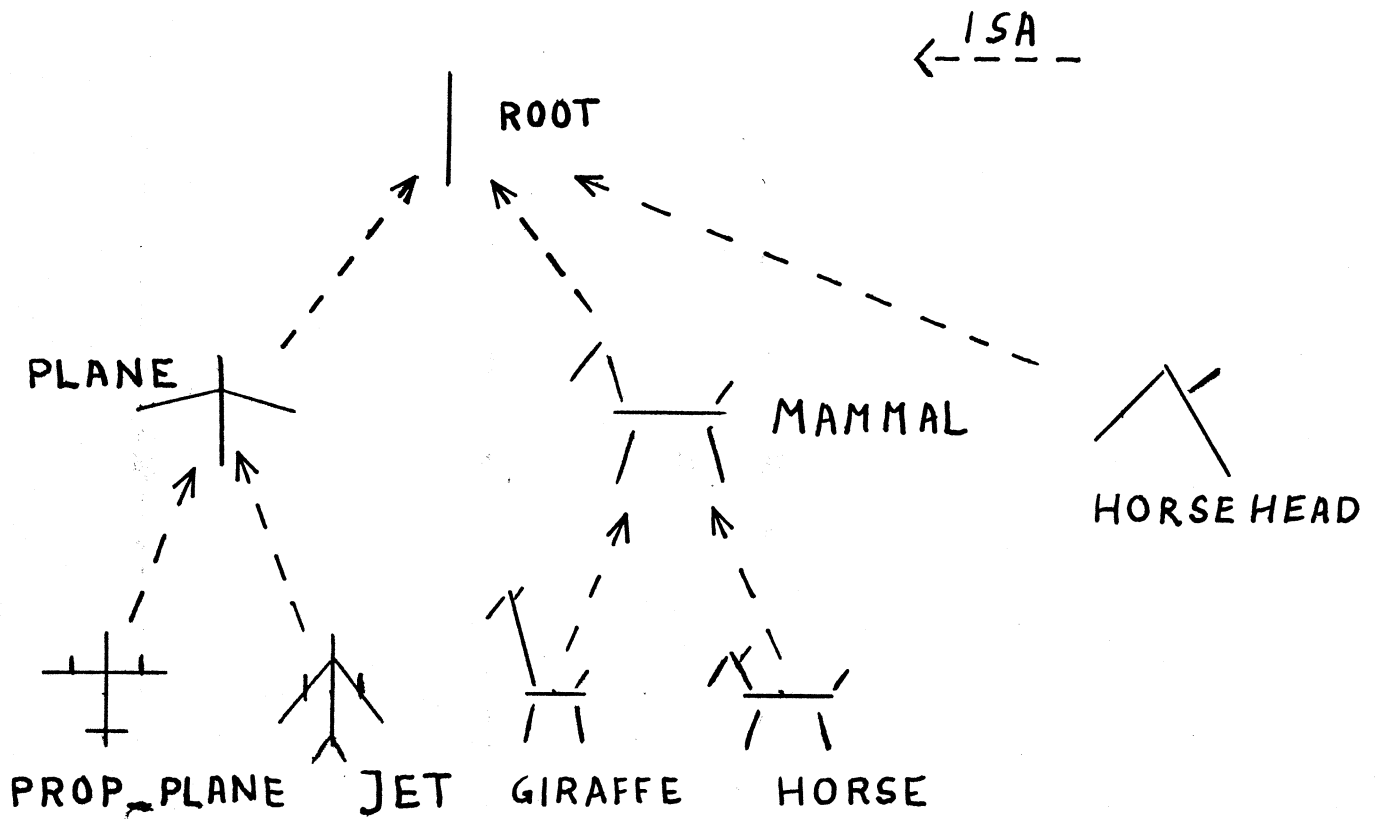 ISA
ROOT
PLANE
MAMMAL
HORSE HEAD
PROP_PLANE
JET
GIRAFFE
HORSE